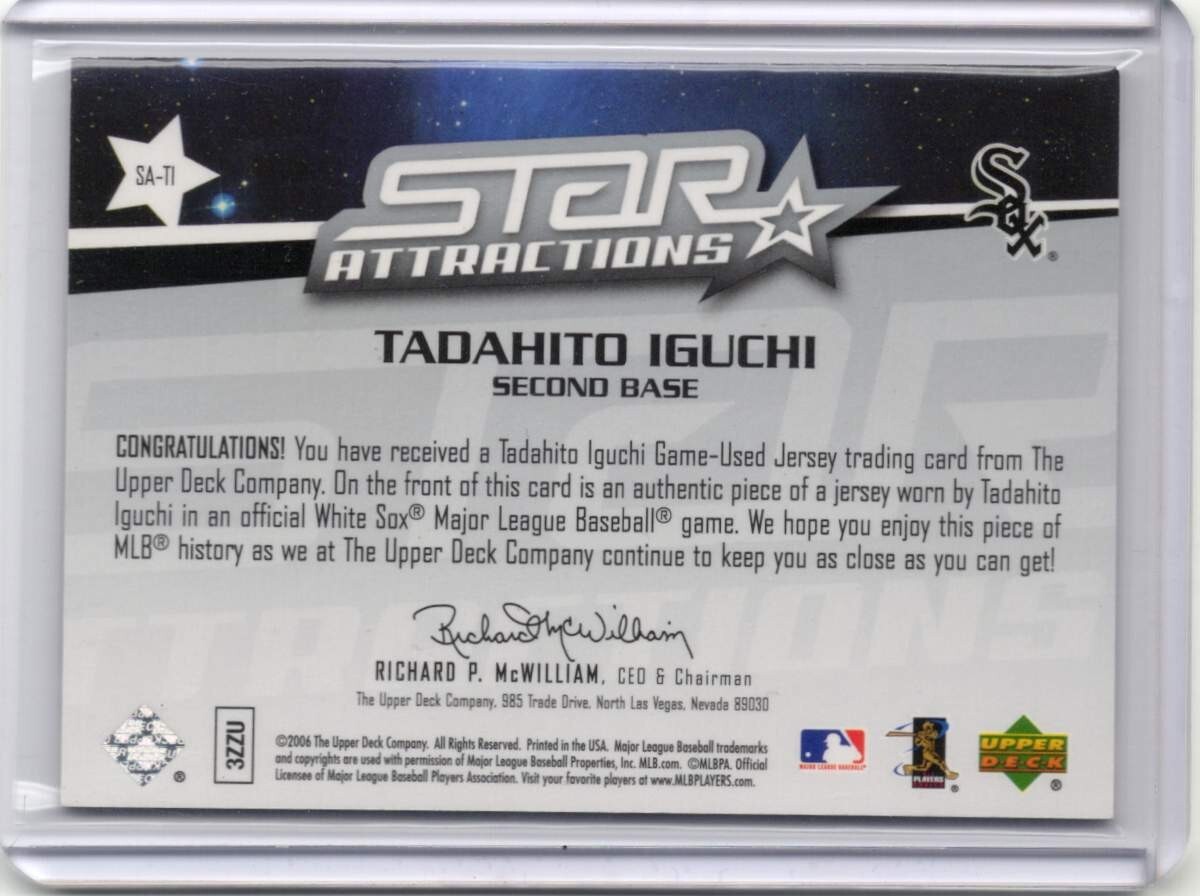 SA-TI
STAR
ATTRACTIONS
Sox®
TADAHITO IGUCHI
SECOND BASE
CONGRATULATIONS! You have received a Tadahito Iguchi Game-Used Jersey trading card from The
Upper Deck Company. On the front of this card is an authentic piece of a jersey worn by Tadahito
Iguchi in an official White Sox® Major League Baseball® game. We hope you enjoy this piece of
MLB® history as we at The Upper Deck Company continue to keep you as close as you can get!
Richard McWilliam
RICHARD P. McWILLIAM, CEO & Chairman
The Upper Deck Company, 985 Trade Drive, North Las Vegas, Nevada 89030
®
3ZZU
©2006 The Upper Deck Company. All Rights Reserved. Printed in the USA. Major League Baseball trademarks
and copyrights are used with permission of Major League Baseball Properties, Inc. MLB.com. ©MLBPA. Official
Licensee of Major League Baseball Players Association. Visit your favorite players at www.MLBPLAYERS.com.
MAJOR LEAGUE BASEBALL®
PLAYERS
®
UPPER
DECK
®